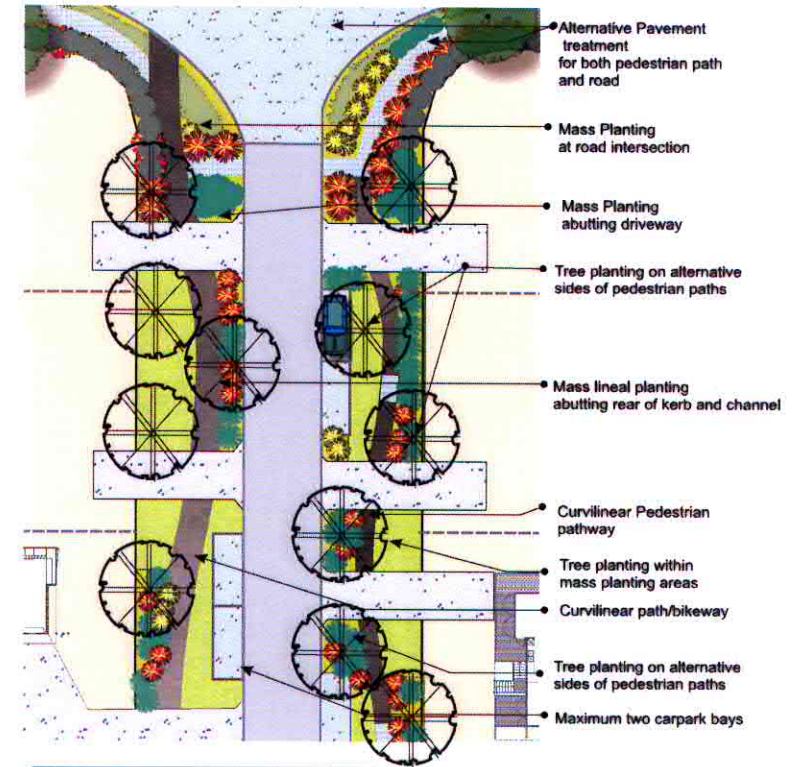 Alternative Pavement
treatment
for both pedestrian path
and road
Mass Planting
at road intersection
Mass Planting
abutting driveway
Tree planting on alternative
sides of pedestrian paths
Mass lineal planting
abutting rear of kerb and channel
Curvilinear Pedestrian
pathway
Tree planting within
mass planting areas
Curvilinear path/bikeway
Tree planting on alternative
sides of pedestrian paths
Maximum two carpark bays